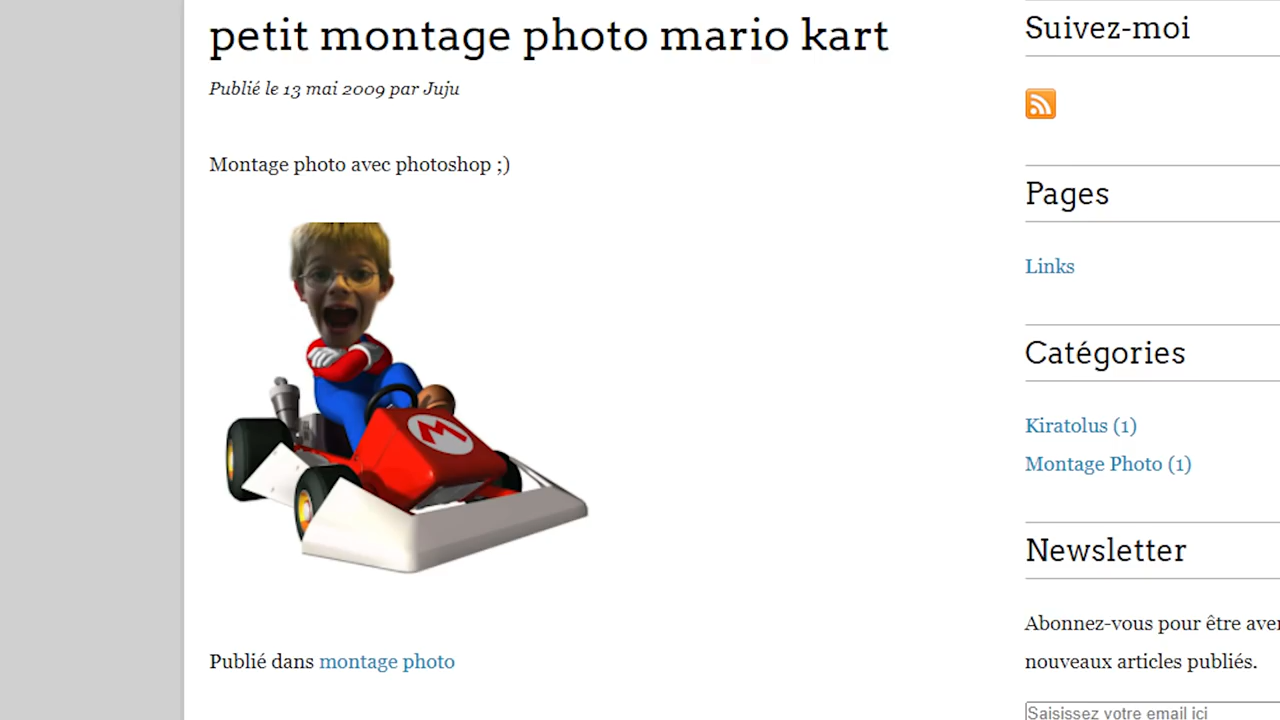 petit montage photo mario kart
Publié le 13 mai 2009 par Juju
Montage photo avec photoshop ;)
M
Publié dans montage photo
Suivez-moi
Pages
Links
Catégories
Kiratolus (1)
Montage Photo (1)
Newsletter
Abonnez-vous pour être aver
nouveaux articles publiés.
Saisissez votre email ici